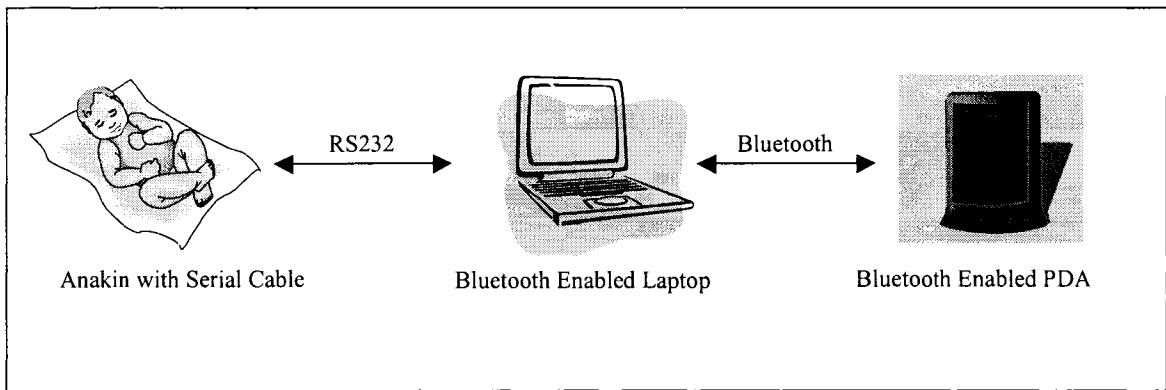 RS232
Bluetooth
Anakin with Serial Cable
Bluetooth Enabled Laptop
Bluetooth Enabled PDA